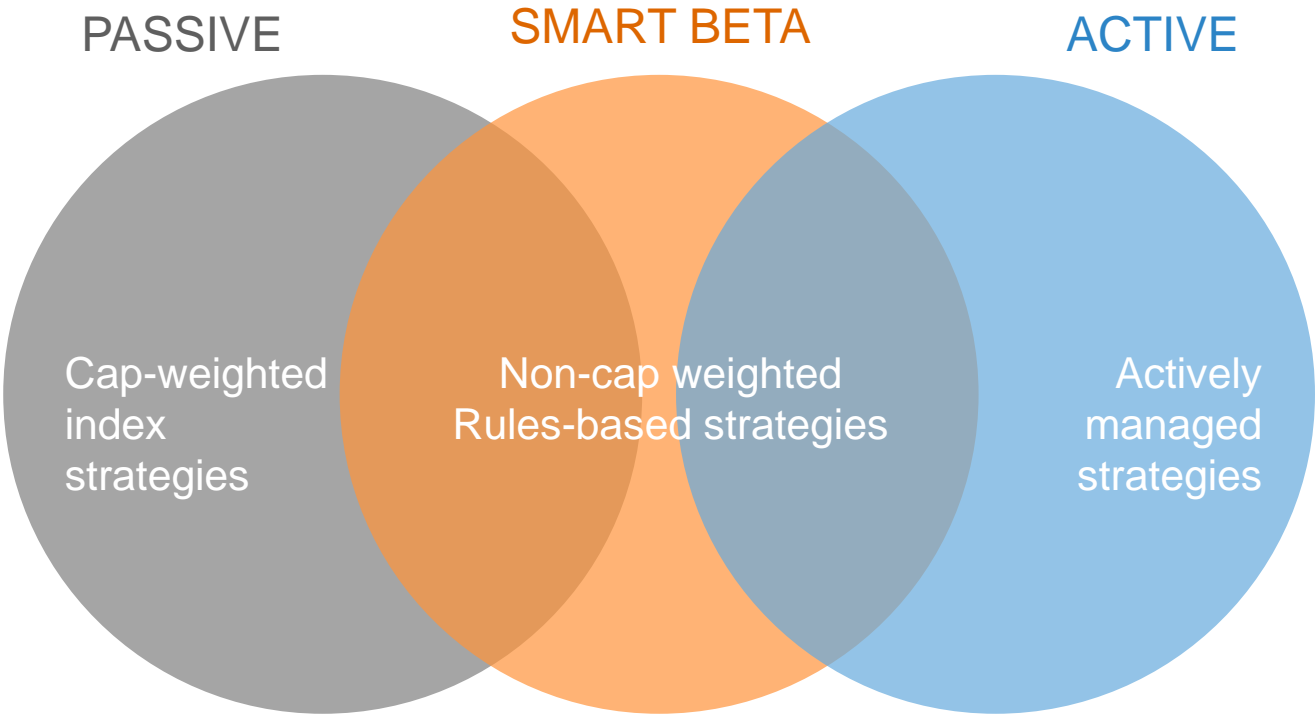 PASSIVE
SMART BETA
ACTIVE
Cap-weighted
index
strategies
Non-cap weighted
Rules-based strategies
Actively
managed
strategies